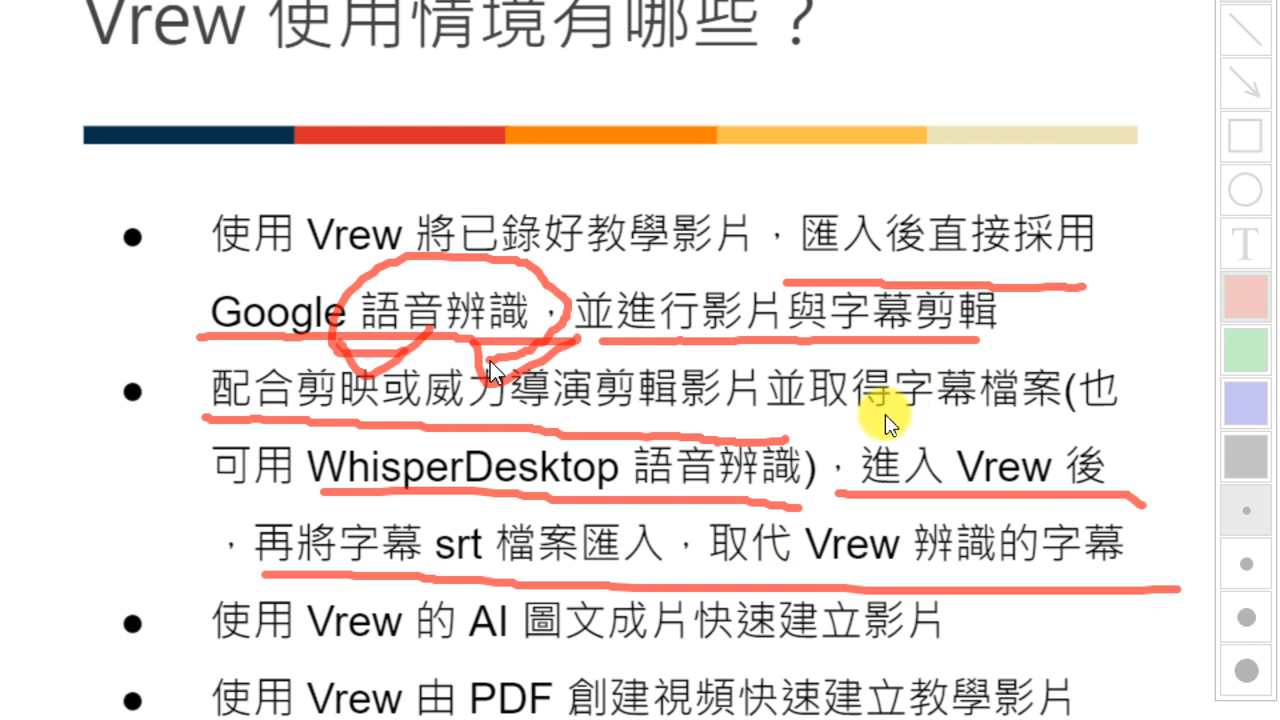 Vrew 使用情境有哪些？
● 使用 Vrew 將已錄好教學影片，匯入後直接採用
Google 語音辨識，並進行影片與字幕剪輯
● 配合剪映或威力導演剪輯影片並取得字幕檔案(也
可用 WhisperDesktop 語音辨識)，進入 Vrew 後
，再將字幕 srt 檔案匯入，取代 Vrew 辨識的字幕
● 使用 Vrew 的 AI 圖文成片快速建立影片
● 使用 Vrew 由 PDF 創建視頻快速建立教學影片
T